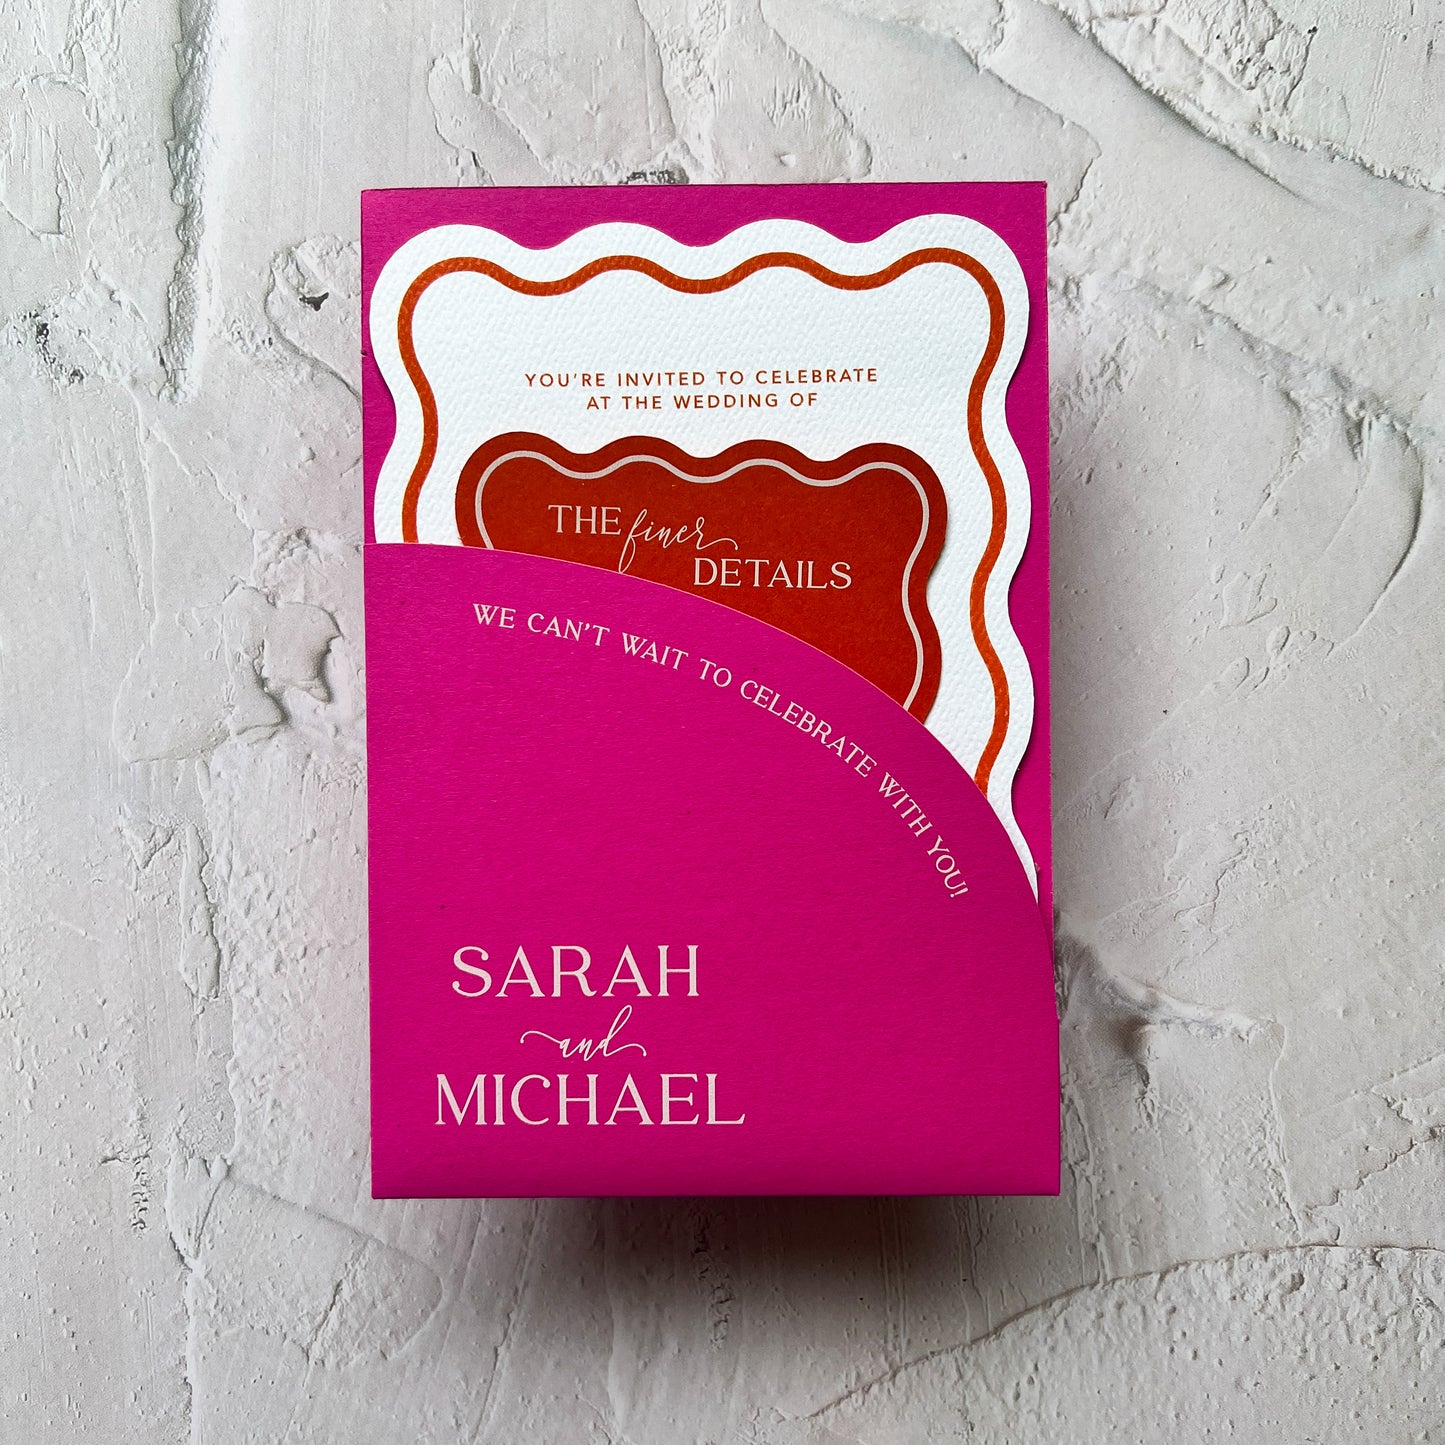 YOU'RE INVITED TO CELEBRATE
AT THE WEDDING OF
THE finer
DETAILS
WE CAN'T WAIT TO CELEBRATE WITH YOU!
SARAH
and
MICHAEL